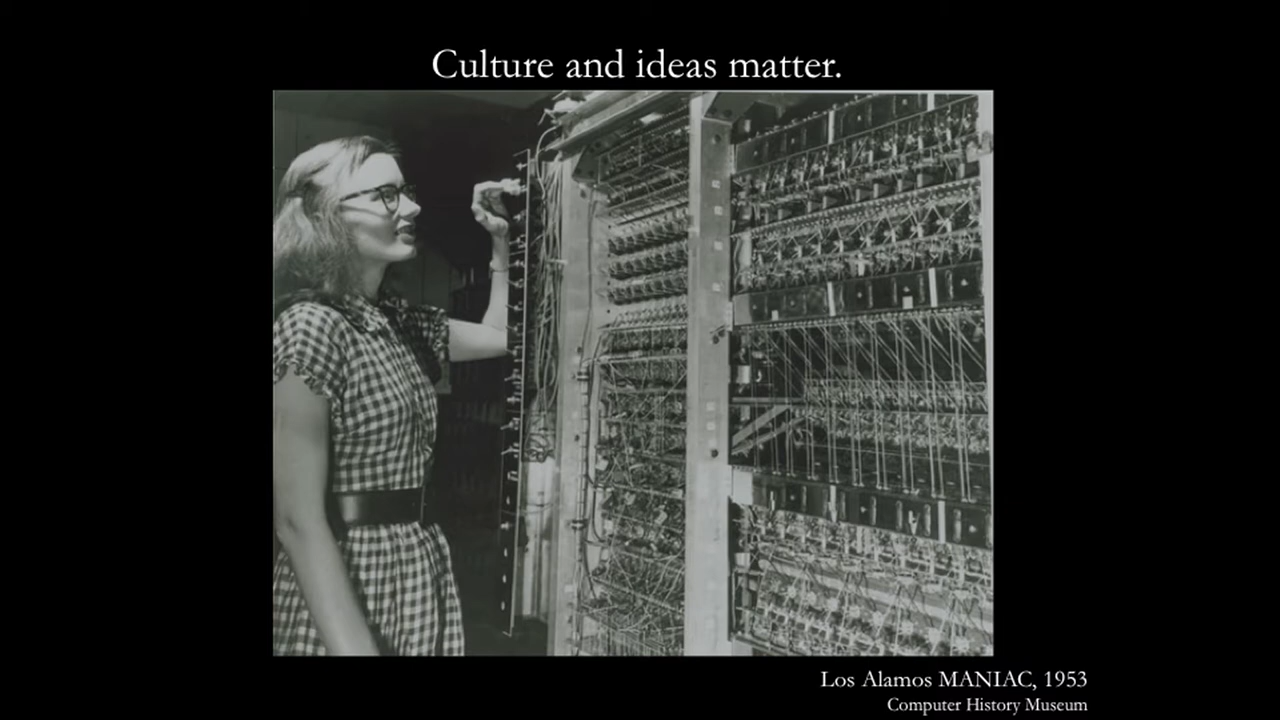 Culture and ideas matter.
Los Alamos MANIAC, 1953
Computer History Museum